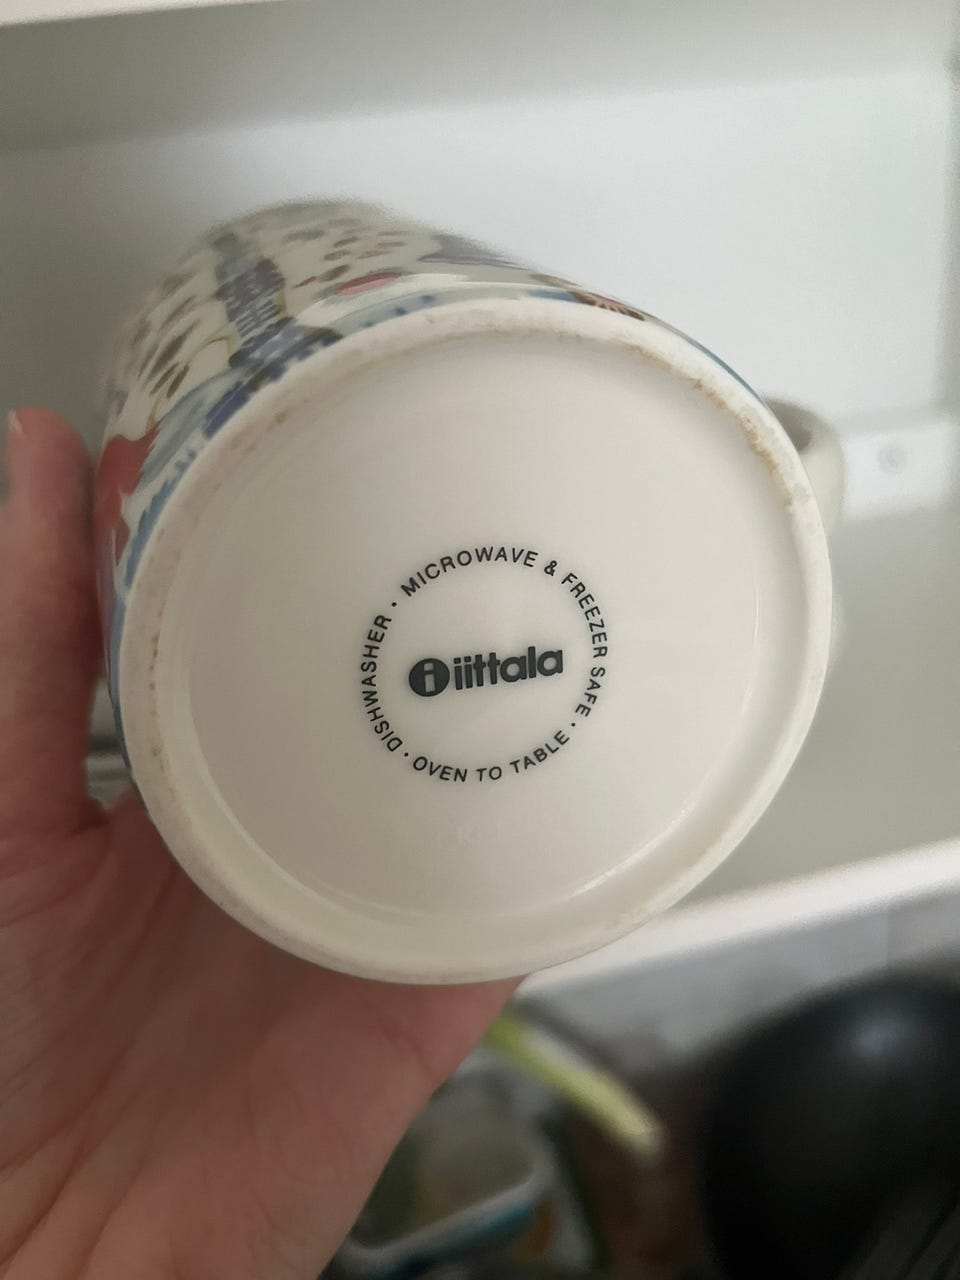 DISHWASHER · MICROWAVE & FREEZER SAFE · OVEN TO TABLE ·
i iittala